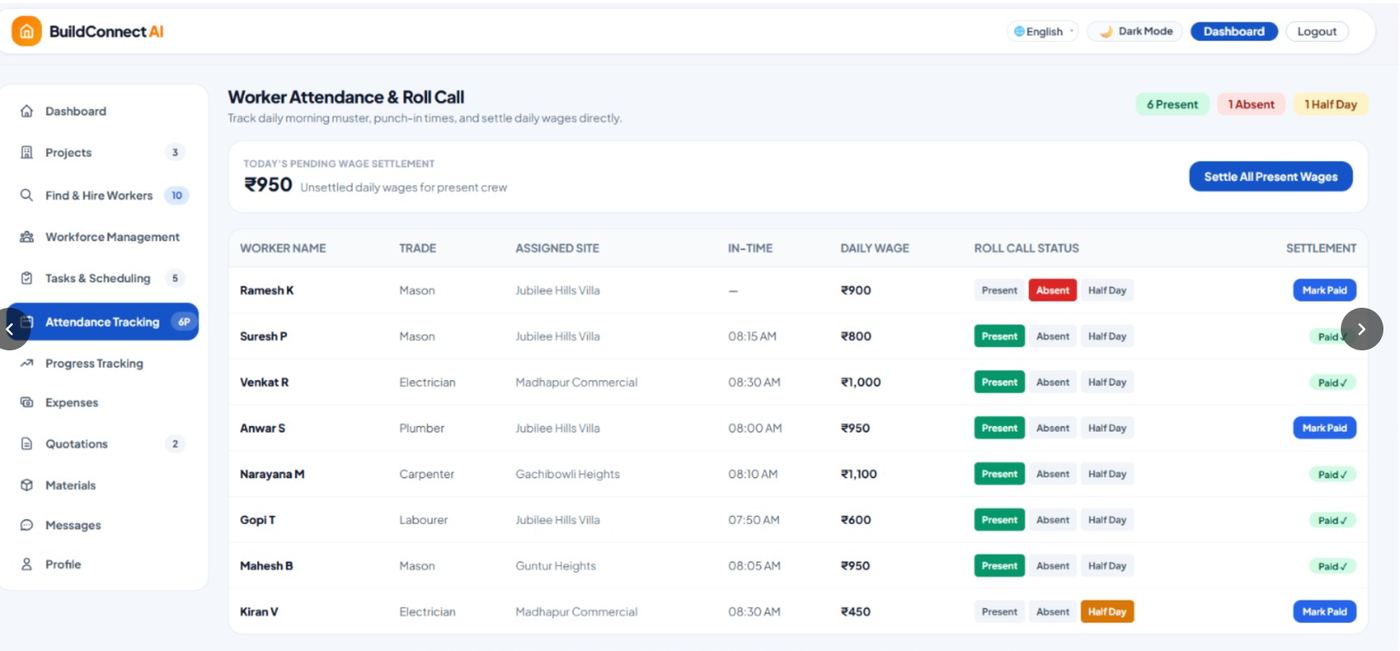 BuildConnect AI
English
Dark Mode
Dashboard
Logout
Dashboard
Projects 3
Find & Hire Workers 10
Workforce Management
Tasks & Scheduling 5
Attendance Tracking 6P
Progress Tracking
Expenses
Quotations 2
Materials
Messages
Profile
Worker Attendance & Roll Call
Track daily morning muster, punch-in times, and settle daily wages directly.
6 Present 1 Absent 1 Half Day
TODAY'S PENDING WAGE SETTLEMENT
₹950 Unsettled daily wages for present crew
Settle All Present Wages
WORKER NAME TRADE ASSIGNED SITE IN-TIME DAILY WAGE ROLL CALL STATUS SETTLEMENT
Ramesh K Mason Jubilee Hills Villa — ₹900 Present Absent Half Day Mark Paid
Suresh P Mason Jubilee Hills Villa 08:15 AM ₹800 Present Absent Half Day Paid ✓
Venkat R Electrician Madhapur Commercial 08:30 AM ₹1,000 Present Absent Half Day Paid ✓
Anwar S Plumber Jubilee Hills Villa 08:00 AM ₹950 Present Absent Half Day Mark Paid
Narayana M Carpenter Gachibowli Heights 08:10 AM ₹1,100 Present Absent Half Day Paid ✓
Gopi T Labourer Jubilee Hills Villa 07:50 AM ₹600 Present Absent Half Day Paid ✓
Mahesh B Mason Guntur Heights 08:05 AM ₹950 Present Absent Half Day Paid ✓
Kiran V Electrician Madhapur Commercial 08:30 AM ₹450 Present Absent Half Day Mark Paid